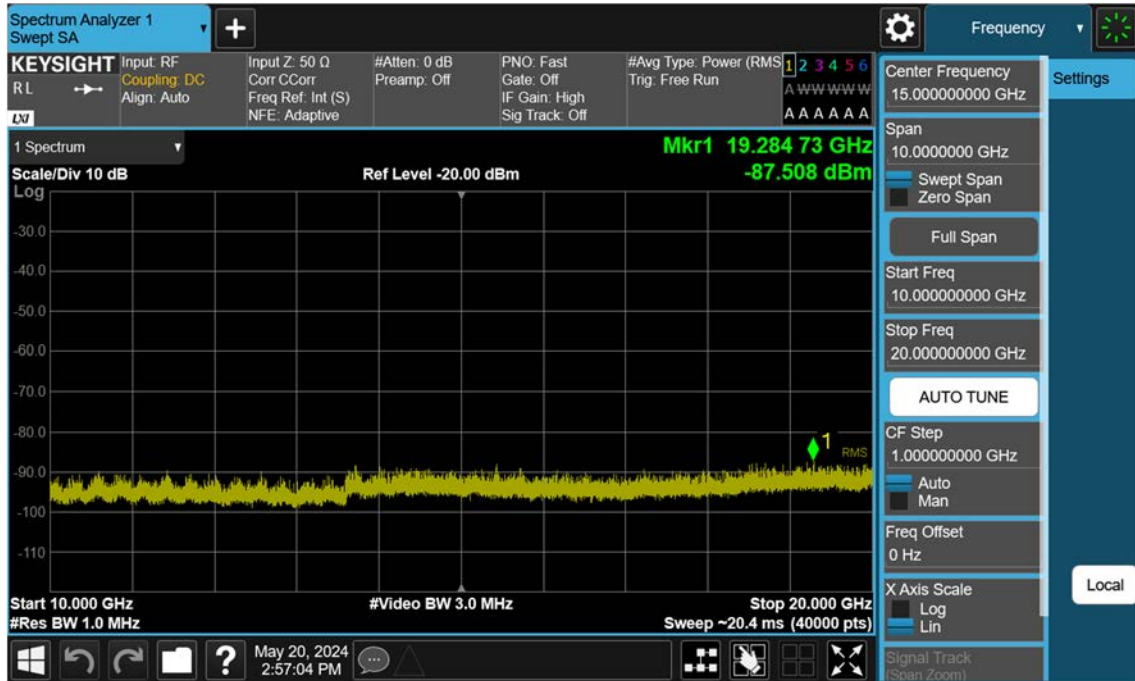 Spectrum Analyzer 1
Swept SA
+
Frequency
KEYSIGHT
RL
LXI
Input: RF
Coupling: DC
Align: Auto
Input Z: 50 Ω
Corr CCorr
Freq Ref: Int (S)
NFE: Adaptive
#Atten: 0 dB
Preamp: Off
PNO: Fast
Gate: Off
IF Gain: High
Sig Track: Off
#Avg Type: Power (RMS
Trig: Free Run
1 2 3 4 5 6
A W W W W W
A A A A A A
1 Spectrum
Mkr1 19.284 73 GHz
-87.508 dBm
Scale/Div 10 dB
Ref Level -20.00 dBm
Log
-30.0
-40.0
-50.0
-60.0
-70.0
-80.0
-90.0
-100
-110
1
RMS
Start 10.000 GHz
#Video BW 3.0 MHz
Stop 20.000 GHz
#Res BW 1.0 MHz
Sweep ~20.4 ms (40000 pts)
?
May 20, 2024
2:57:04 PM
Center Frequency
15.000000000 GHz
Settings
Span
10.0000000 GHz
Swept Span
Zero Span
Full Span
Start Freq
10.000000000 GHz
Stop Freq
20.000000000 GHz
AUTO TUNE
CF Step
1.000000000 GHz
Auto
Man
Freq Offset
0 Hz
X Axis Scale
Log
Lin
Local
Signal Track
(Span Zoom)